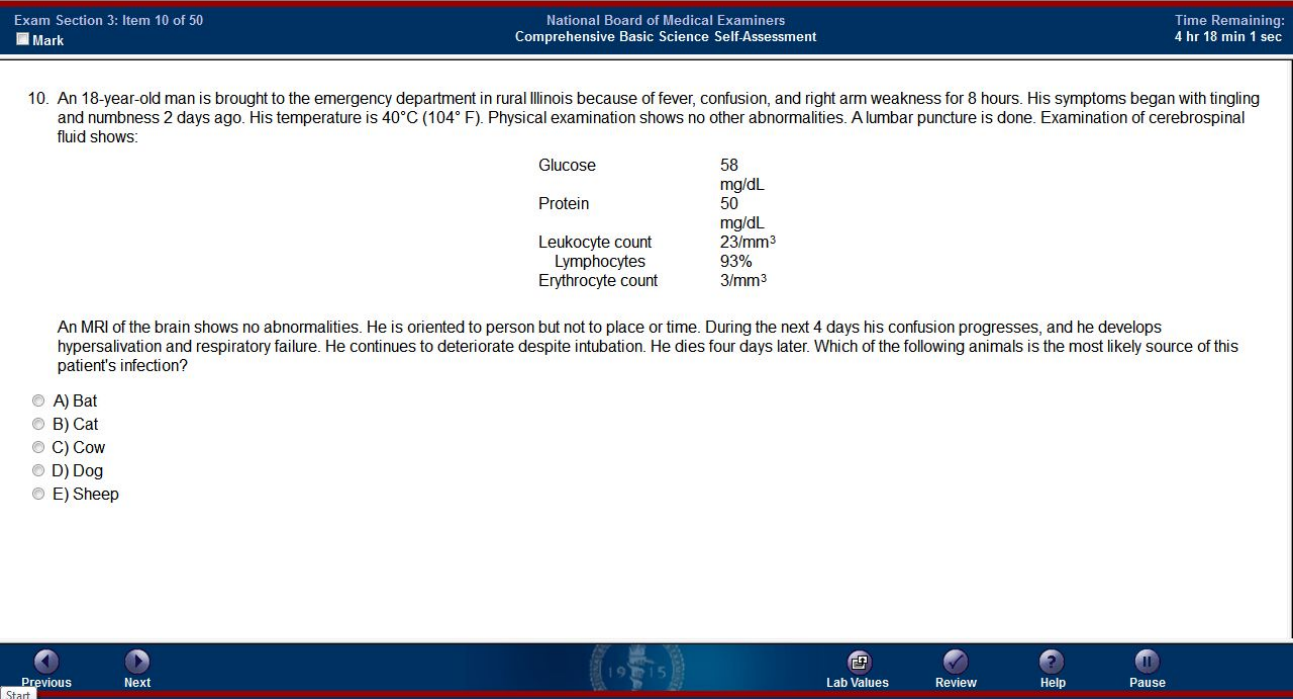 Exam Section 3: Item 10 of 50
National Board of Medical Examiners
Time Remaining:
Mark
Comprehensive Basic Science Self-Assessment
4 hr 18 min 1 sec
10. An 18-year-old man is brought to the emergency department in rural Illinois because of fever, confusion, and right arm weakness for 8 hours. His symptoms began with tingling
and numbness 2 days ago. His temperature is 40°C (104° F). Physical examination shows no other abnormalities. A lumbar puncture is done. Examination of cerebrospinal
fluid shows:
Glucose 58
mg/dL
Protein 50
mg/dL
Leukocyte count 23/mm³
Lymphocytes 93%
Erythrocyte count 3/mm³
An MRI of the brain shows no abnormalities. He is oriented to person but not to place or time. During the next 4 days his confusion progresses, and he develops
hypersalivation and respiratory failure. He continues to deteriorate despite intubation. He dies four days later. Which of the following animals is the most likely source of this
patient's infection?
A) Bat
B) Cat
C) Cow
D) Dog
E) Sheep
1915
Previous
Next
Lab Values
Review
Help
Pause
Start